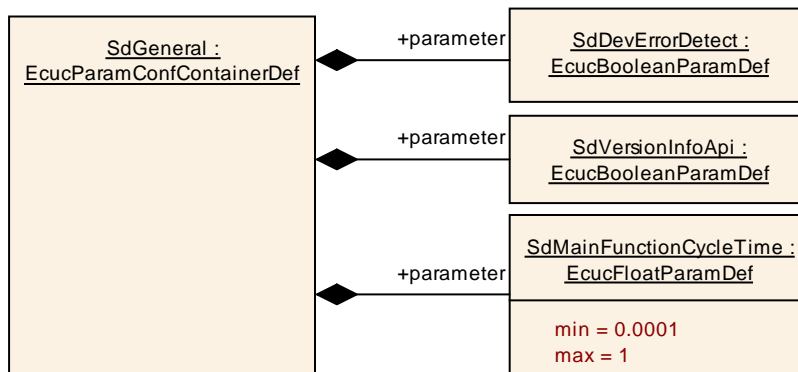 SdGeneral :
EcucParamConfContainerDef
+parameter
SdDevErrorDetect :
EcucBooleanParamDef
+parameter
SdVersionInfoApi :
EcucBooleanParamDef
+parameter
SdMainFunctionCycleTime :
EcucFloatParamDef
min = 0.0001
max = 1